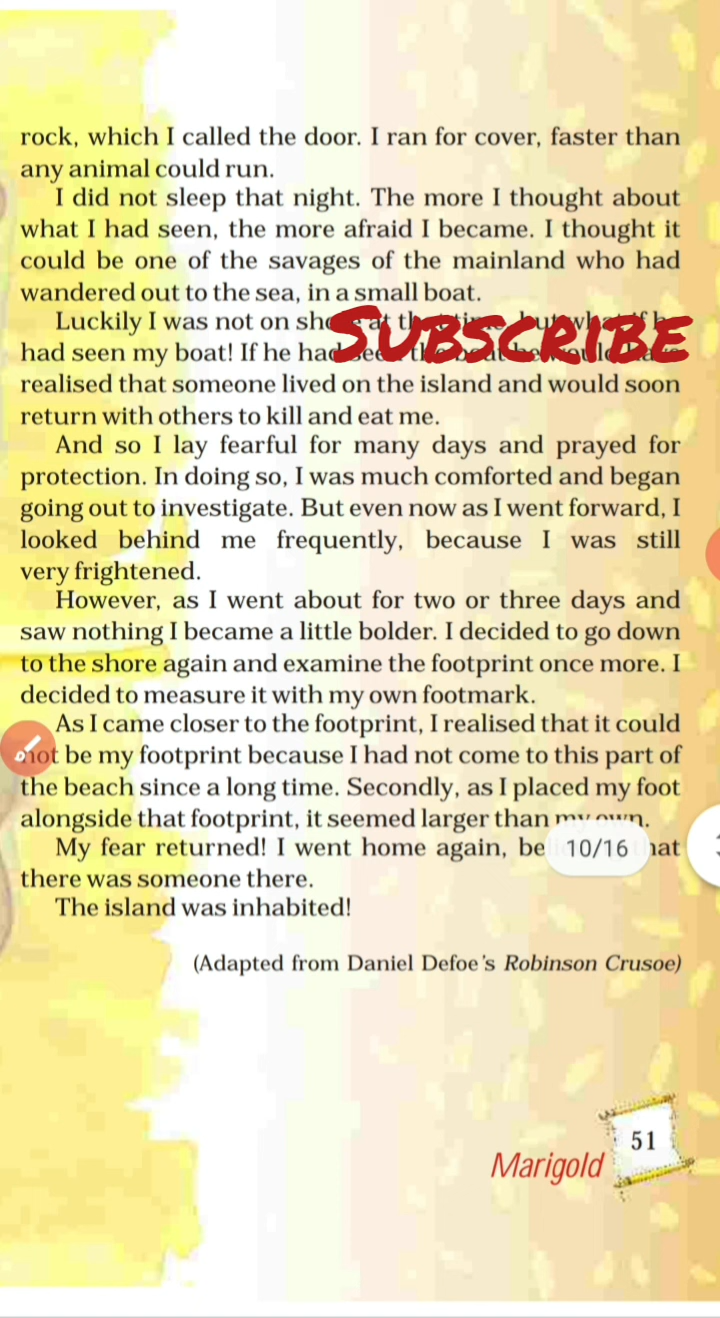 rock, which I called the door. I ran for cover, faster than
any animal could run.
I did not sleep that night. The more I thought about
what I had seen, the more afraid I became. I thought it
could be one of the savages of the mainland who had
wandered out to the sea, in a small boat.
Luckily I was not on at but what if
SUBSCRIBE
had seen my boat! If he had
realised that someone lived on the island and would soon
return with others to kill and eat me.
And so I lay fearful for many days and prayed for
protection. In doing so, I was much comforted and began
going out to investigate. But even now as I went forward, I
looked behind me frequently, because I was still
very frightened.
However, as I went about for two or three days and
saw nothing I became a little bolder. I decided to go down
to the shore again and examine the footprint once more. I
decided to measure it with my own footmark.
As I came closer to the footprint, I realised that it could
not be my footprint because I had not come to this part of
the beach since a long time. Secondly, as I placed my foot
alongside that footprint, it seemed larger than my own.
My fear returned! I went home again, 10/16
there was someone there.
The island was inhabited!
(Adapted from Daniel Defoe's Robinson Crusoe)
51
Marigold